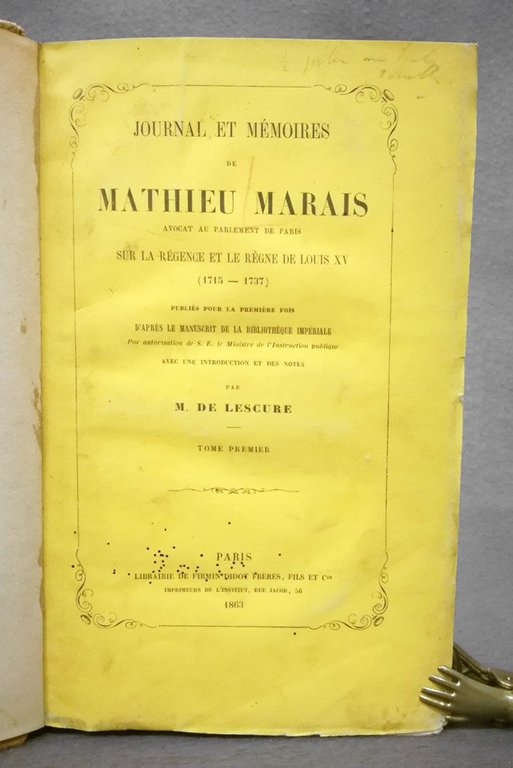 JOURNAL ET MÉMOIRES
DE
MATHIEU MARAIS
AVOCAT AU PARLEMENT DE PARIS
SUR LA RÉGENCE ET LE RÈGNE DE LOUIS XV
(1715 — 1737)
PUBLIÉS POUR LA PREMIÈRE FOIS
D'APRÈS LE MANUSCRIT DE LA BIBLIOTHÈQUE IMPÉRIALE
Par autorisation de S. E. le Ministre de l'Instruction publique
AVEC UNE INTRODUCTION ET DES NOTES
PAR
M. DE LESCURE
TOME PREMIER
PARIS
LIBRAIRIE DE FIRMIN DIDOT FRÈRES, FILS ET Cie
IMPRIMEURS DE L'INSTITUT, RUE JACOB, 56
1863